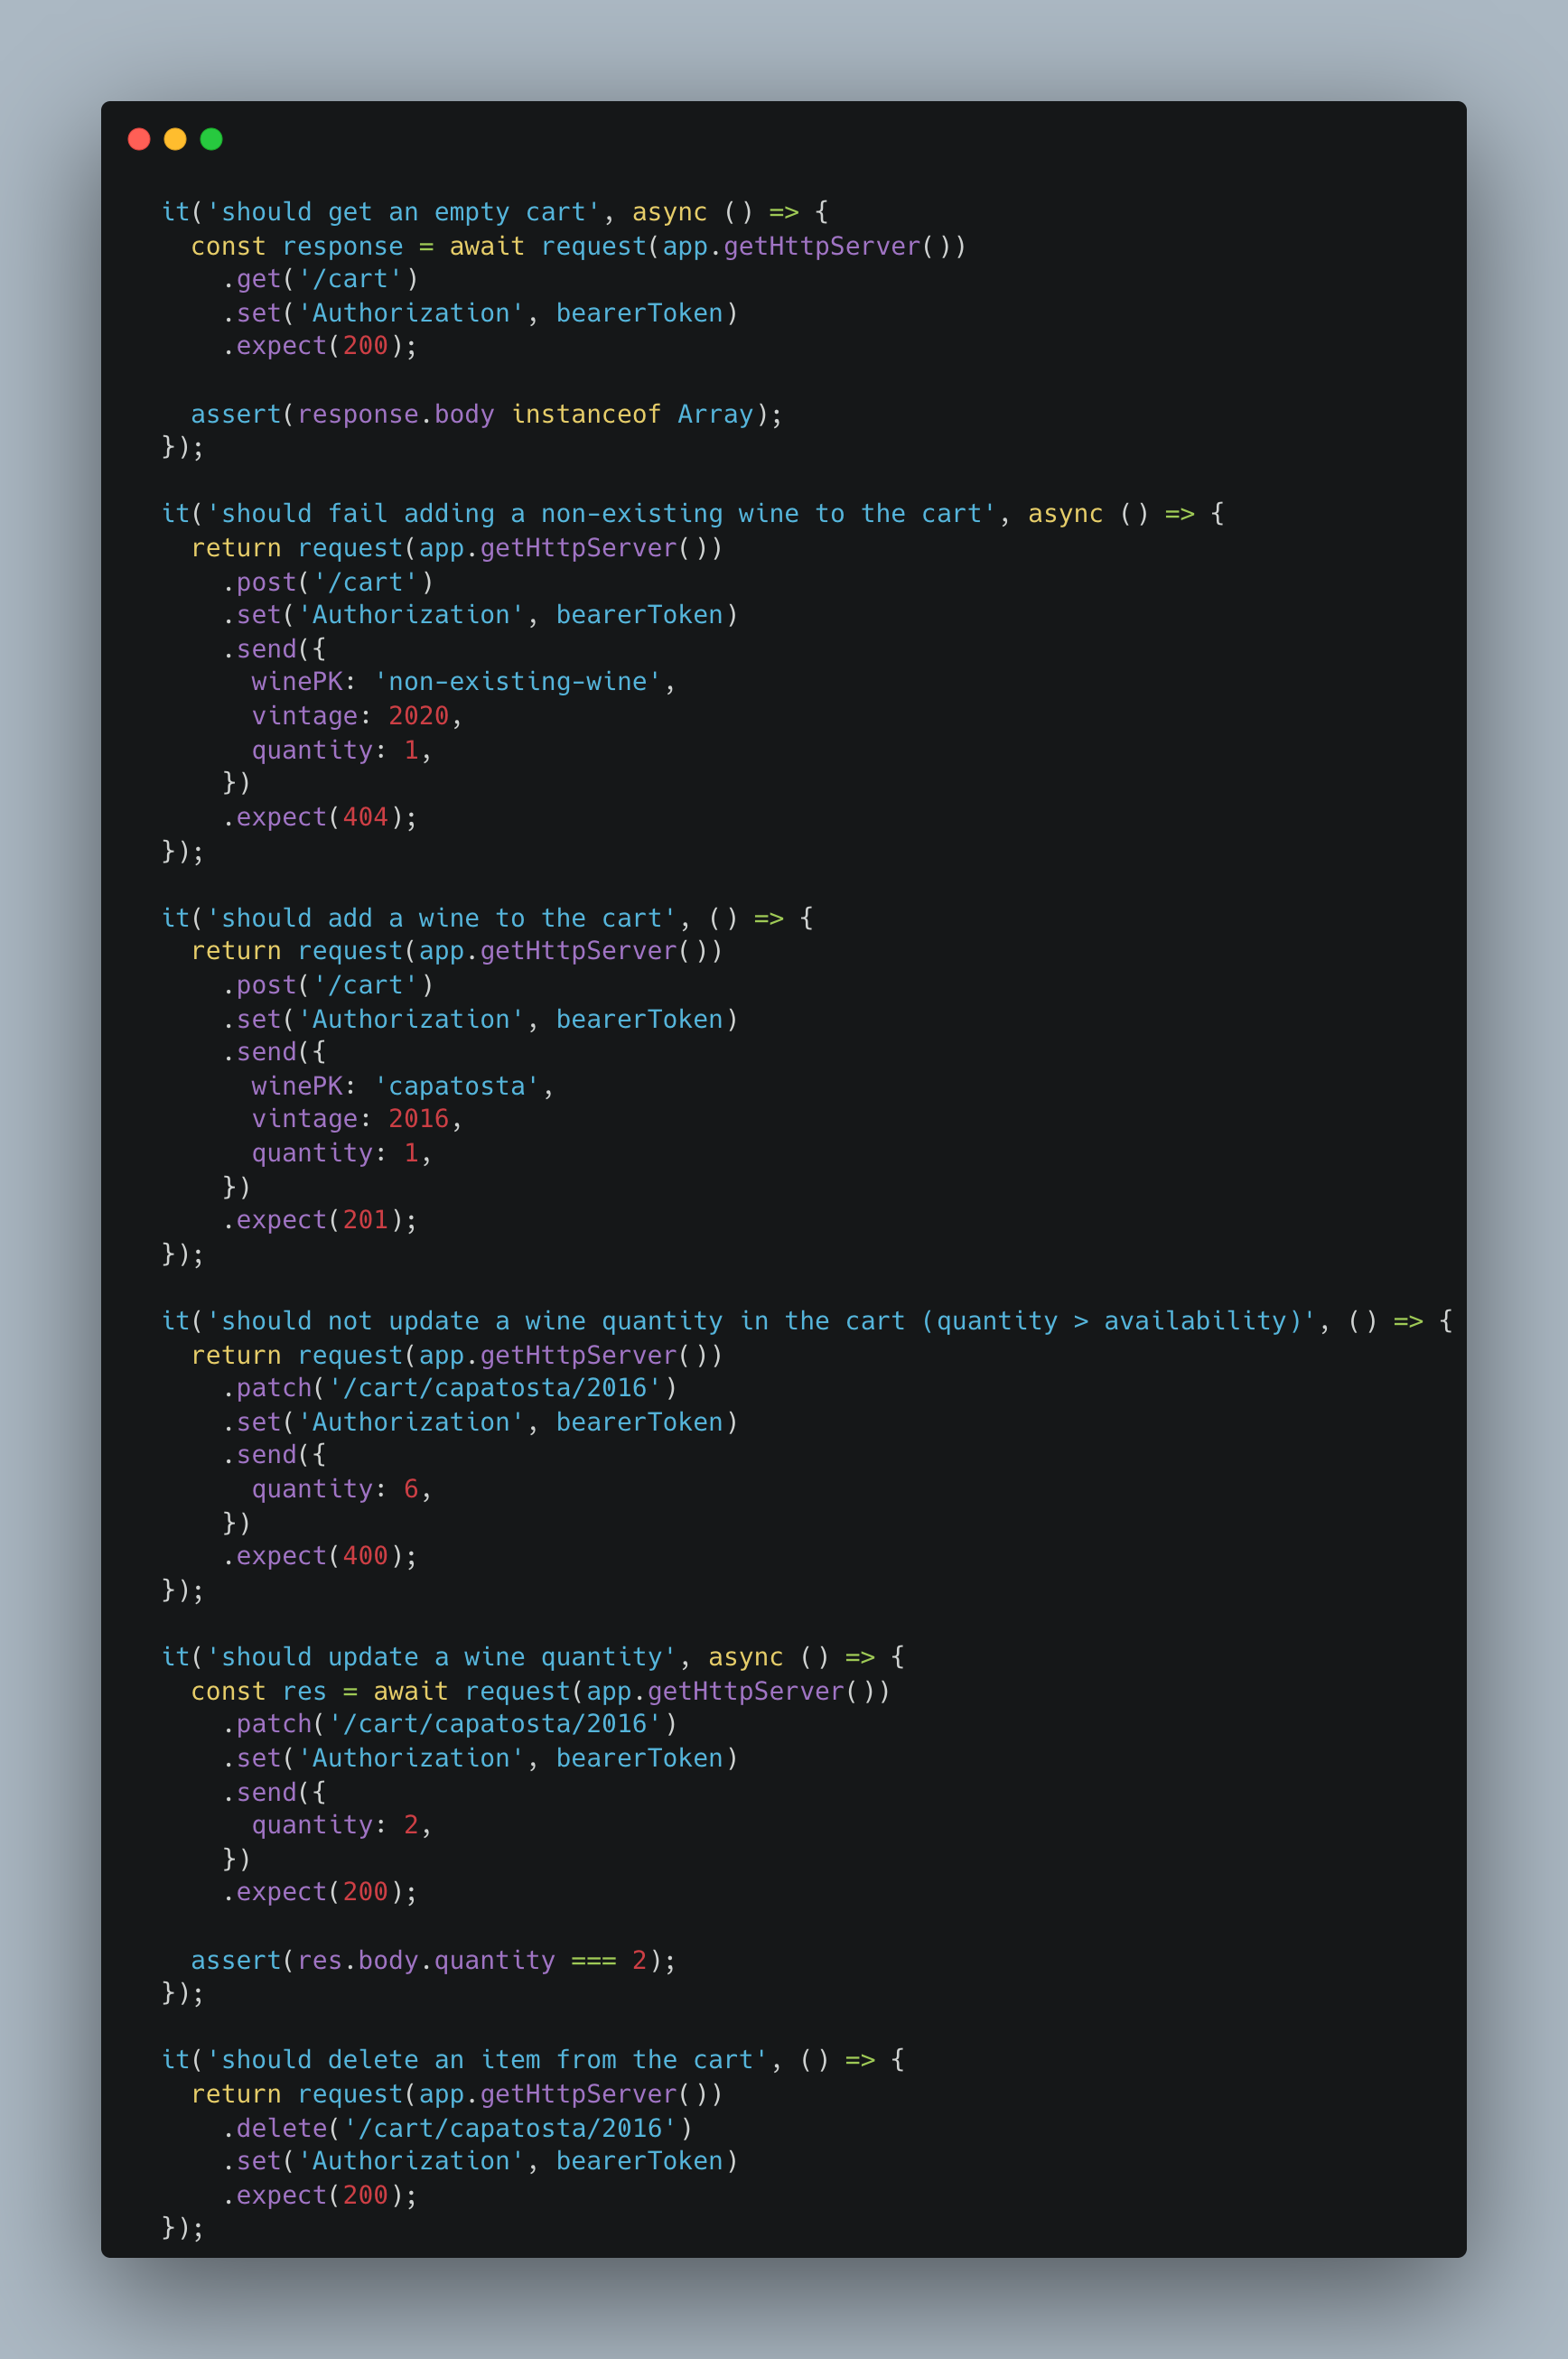 it('should get an empty cart', async () => {
  const response = await request(app.getHttpServer())
    .get('/cart')
    .set('Authorization', bearerToken)
    .expect(200);

  assert(response.body instanceof Array);
});

it('should fail adding a non-existing wine to the cart', async () => {
  return request(app.getHttpServer())
    .post('/cart')
    .set('Authorization', bearerToken)
    .send({
      winePK: 'non-existing-wine',
      vintage: 2020,
      quantity: 1,
    })
    .expect(404);
});

it('should add a wine to the cart', () => {
  return request(app.getHttpServer())
    .post('/cart')
    .set('Authorization', bearerToken)
    .send({
      winePK: 'capatosta',
      vintage: 2016,
      quantity: 1,
    })
    .expect(201);
});

it('should not update a wine quantity in the cart (quantity > availability)', () => {
  return request(app.getHttpServer())
    .patch('/cart/capatosta/2016')
    .set('Authorization', bearerToken)
    .send({
      quantity: 6,
    })
    .expect(400);
});

it('should update a wine quantity', async () => {
  const res = await request(app.getHttpServer())
    .patch('/cart/capatosta/2016')
    .set('Authorization', bearerToken)
    .send({
      quantity: 2,
    })
    .expect(200);

  assert(res.body.quantity === 2);
});

it('should delete an item from the cart', () => {
  return request(app.getHttpServer())
    .delete('/cart/capatosta/2016')
    .set('Authorization', bearerToken)
    .expect(200);
});